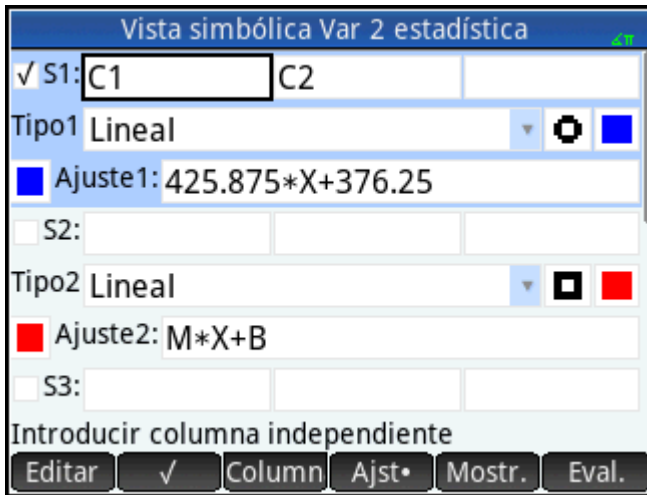 Vista simbólica Var 2 estadística ∡π
√ S1: C1 C2
Tipo1 Lineal
Ajuste1: 425.875*X+376.25
S2:
Tipo2 Lineal
Ajuste2: M*X+B
S3:
Introducir columna independiente
Editar √ Column Ajst• Mostr. Eval.